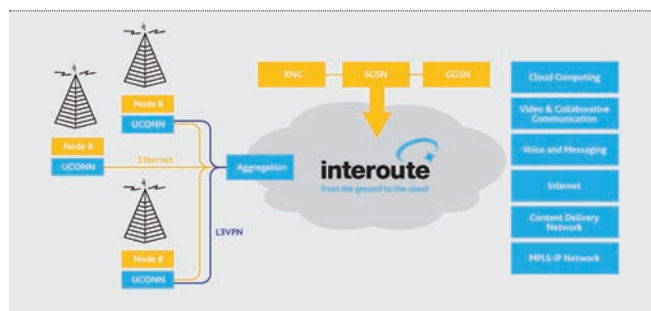 RNC
SGSN
GGSN
Node B
UCONN
Node B
UCONN
Ethernet
Aggregation
Node B
UCONN
L3VPN
interoute
from the ground to the cloud
Cloud Computing
Video & Collaborative
Communication
Voice and Messaging
Internet
Content Delivery
Network
MPLS-IP Network